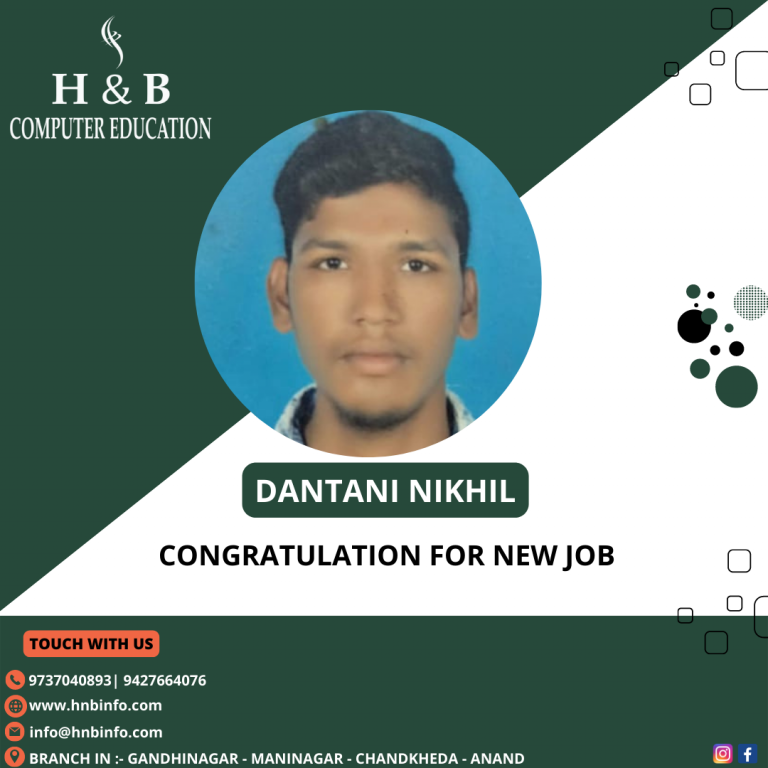 H & B
COMPUTER EDUCATION
DANTANI NIKHIL
CONGRATULATION FOR NEW JOB
TOUCH WITH US
9737040893| 9427664076
www.hnbinfo.com
info@hnbinfo.com
BRANCH IN :- GANDHINAGAR - MANINAGAR - CHANDKHEDA - ANAND